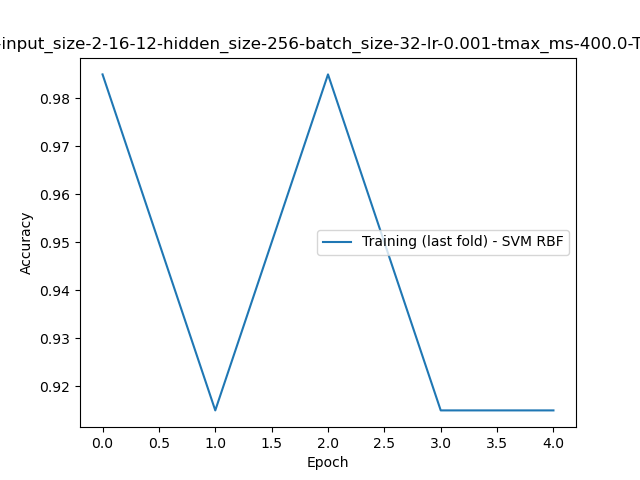 -input_size-2-16-12-hidden_size-256-batch_size-32-lr-0.001-tmax_ms-400.0-T
0.98
0.97
0.96
0.95
0.94
0.93
0.92
Accuracy
Training (last fold) - SVM RBF
0.0 0.5 1.0 1.5 2.0 2.5 3.0 3.5 4.0
Epoch